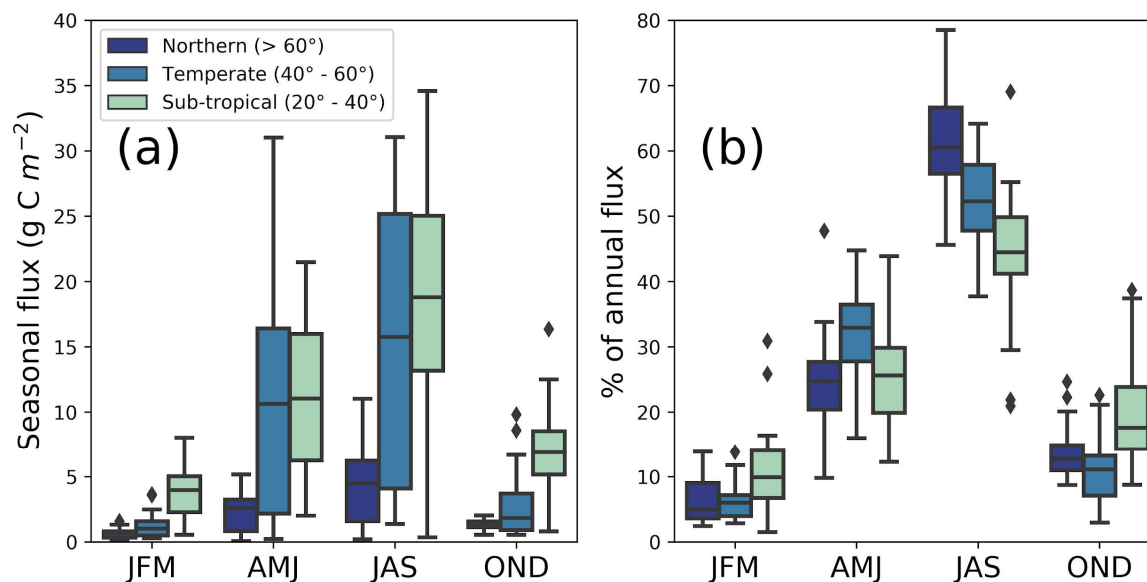 40
35
30
25
20
15
10
5
0
Seasonal flux (g C m⁻²)
Northern (> 60°)
Temperate (40° - 60°)
Sub-tropical (20° - 40°)
(a)
JFM AMJ JAS OND
80
70
60
50
40
30
20
10
0
% of annual flux
(b)
JFM AMJ JAS OND